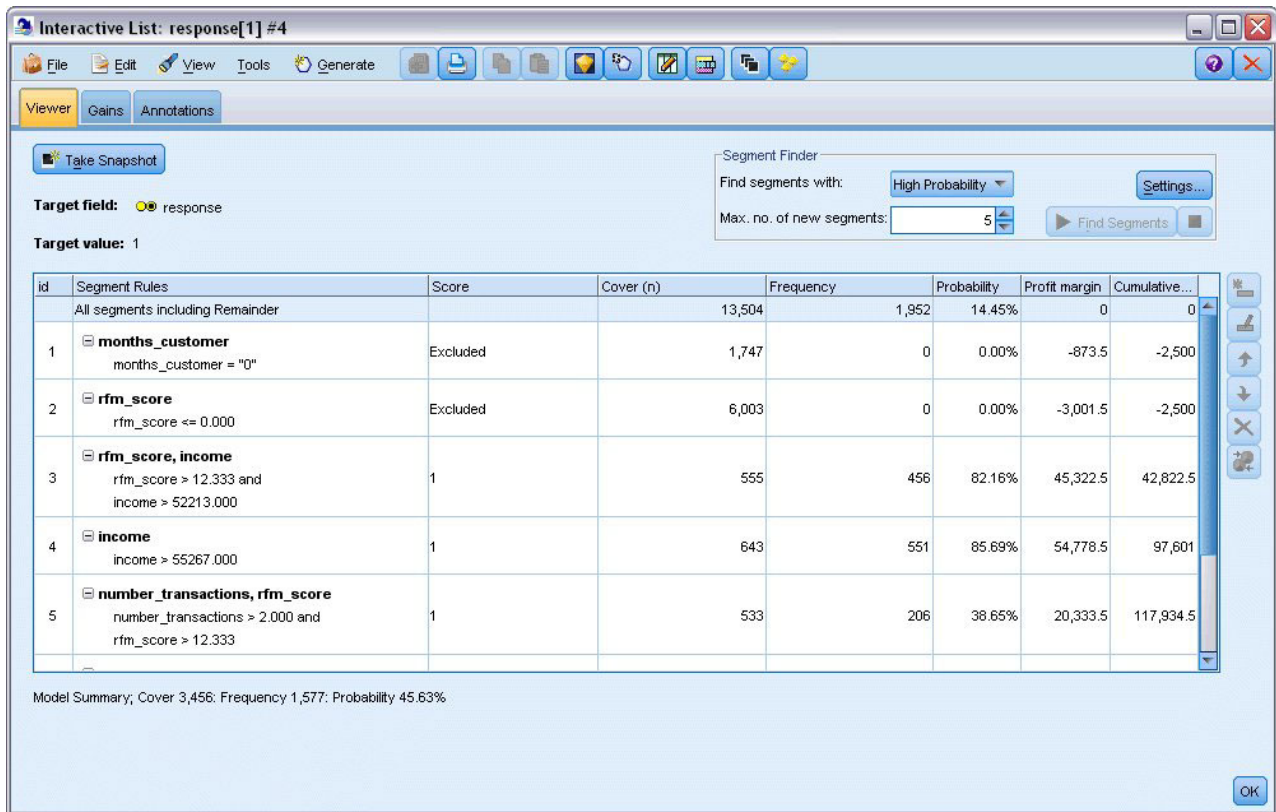 Interactive List: response[1] #4
File Edit View Tools Generate
Viewer Gains Annotations
Take Snapshot
Segment Finder
Find segments with: High Probability Settings...
Max. no. of new segments: 5 Find Segments
Target field: response
Target value: 1
id Segment Rules Score Cover (n) Frequency Probability Profit margin Cumulative...
All segments including Remainder 13,504 1,952 14.45% 0 0
1 months_customer Excluded 1,747 0 0.00% -873.5 -2,500
months_customer = "0"
2 rfm_score Excluded 6,003 0 0.00% -3,001.5 -2,500
rfm_score <= 0.000
rfm_score, income
3 rfm_score > 12.333 and 1 555 456 82.16% 45,322.5 42,822.5
income > 52213.000
4 income 1 643 551 85.69% 54,778.5 97,601
income > 55267.000
number_transactions, rfm_score
5 number_transactions > 2.000 and 1 533 206 38.65% 20,333.5 117,934.5
rfm_score > 12.333
Model Summary; Cover 3,456: Frequency 1,577: Probability 45.63%
OK